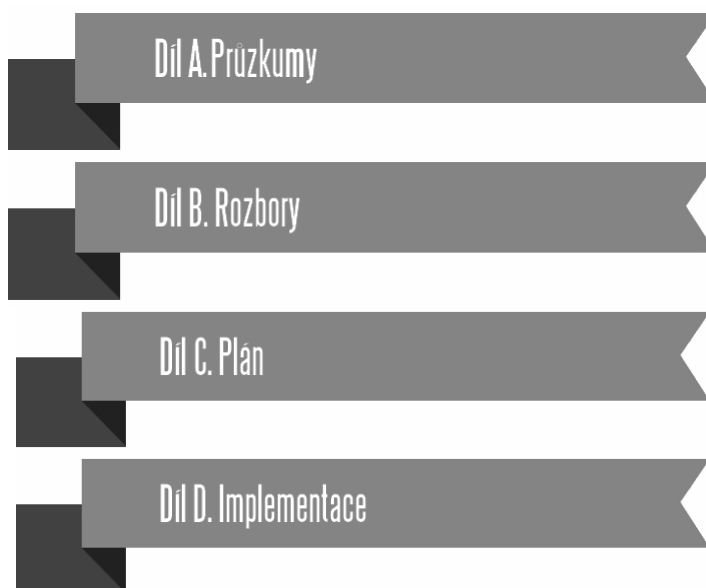 Díl A. Průzkumy
Díl B. Rozbory
Díl C. Plán
Díl D. Implementace